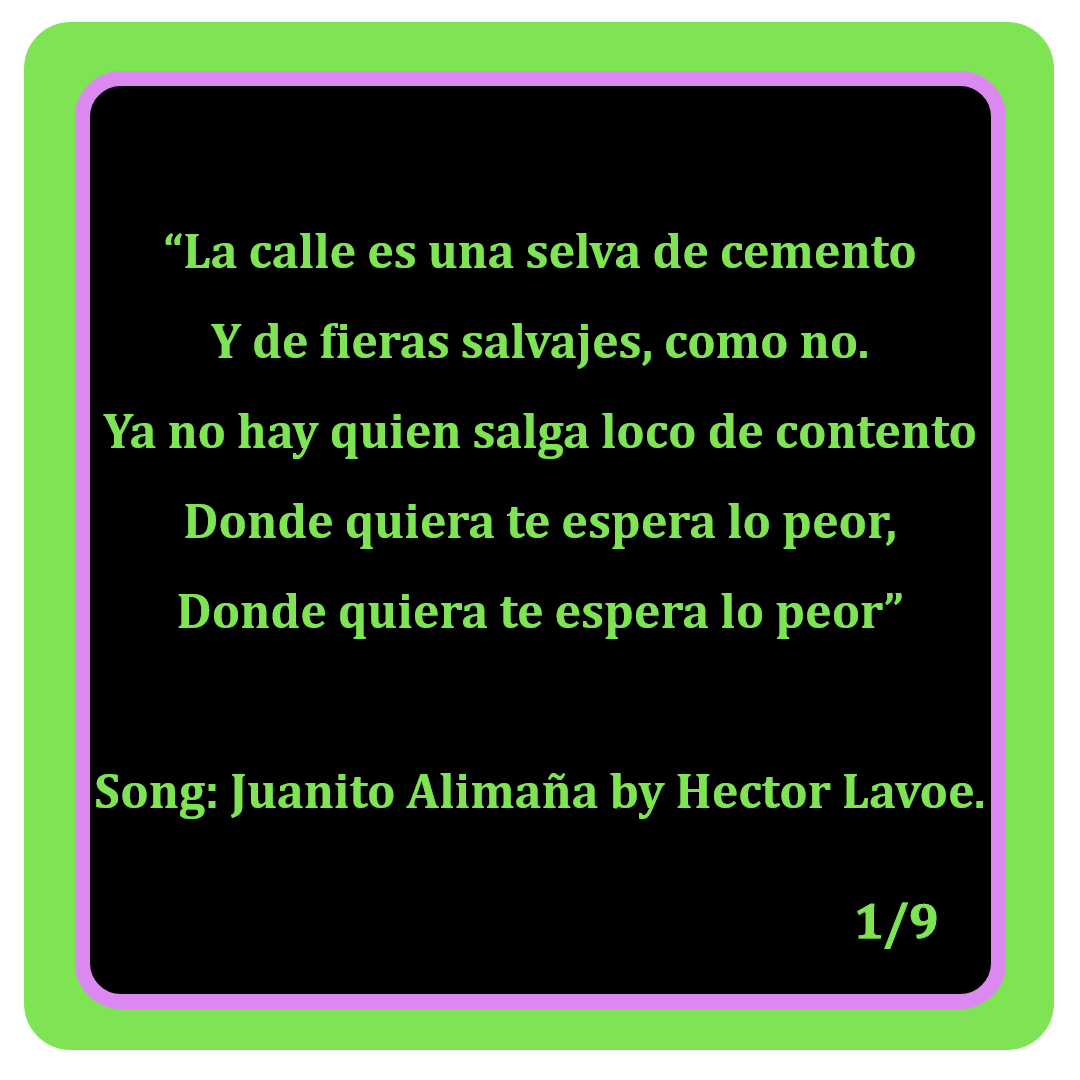 “La calle es una selva de cemento
Y de fieras salvajes, como no.
Ya no hay quien salga loco de contento
Donde quiera te espera lo peor,
Donde quiera te espera lo peor”
Song: Juanito Alimaña by Hector Lavoe.
1/9